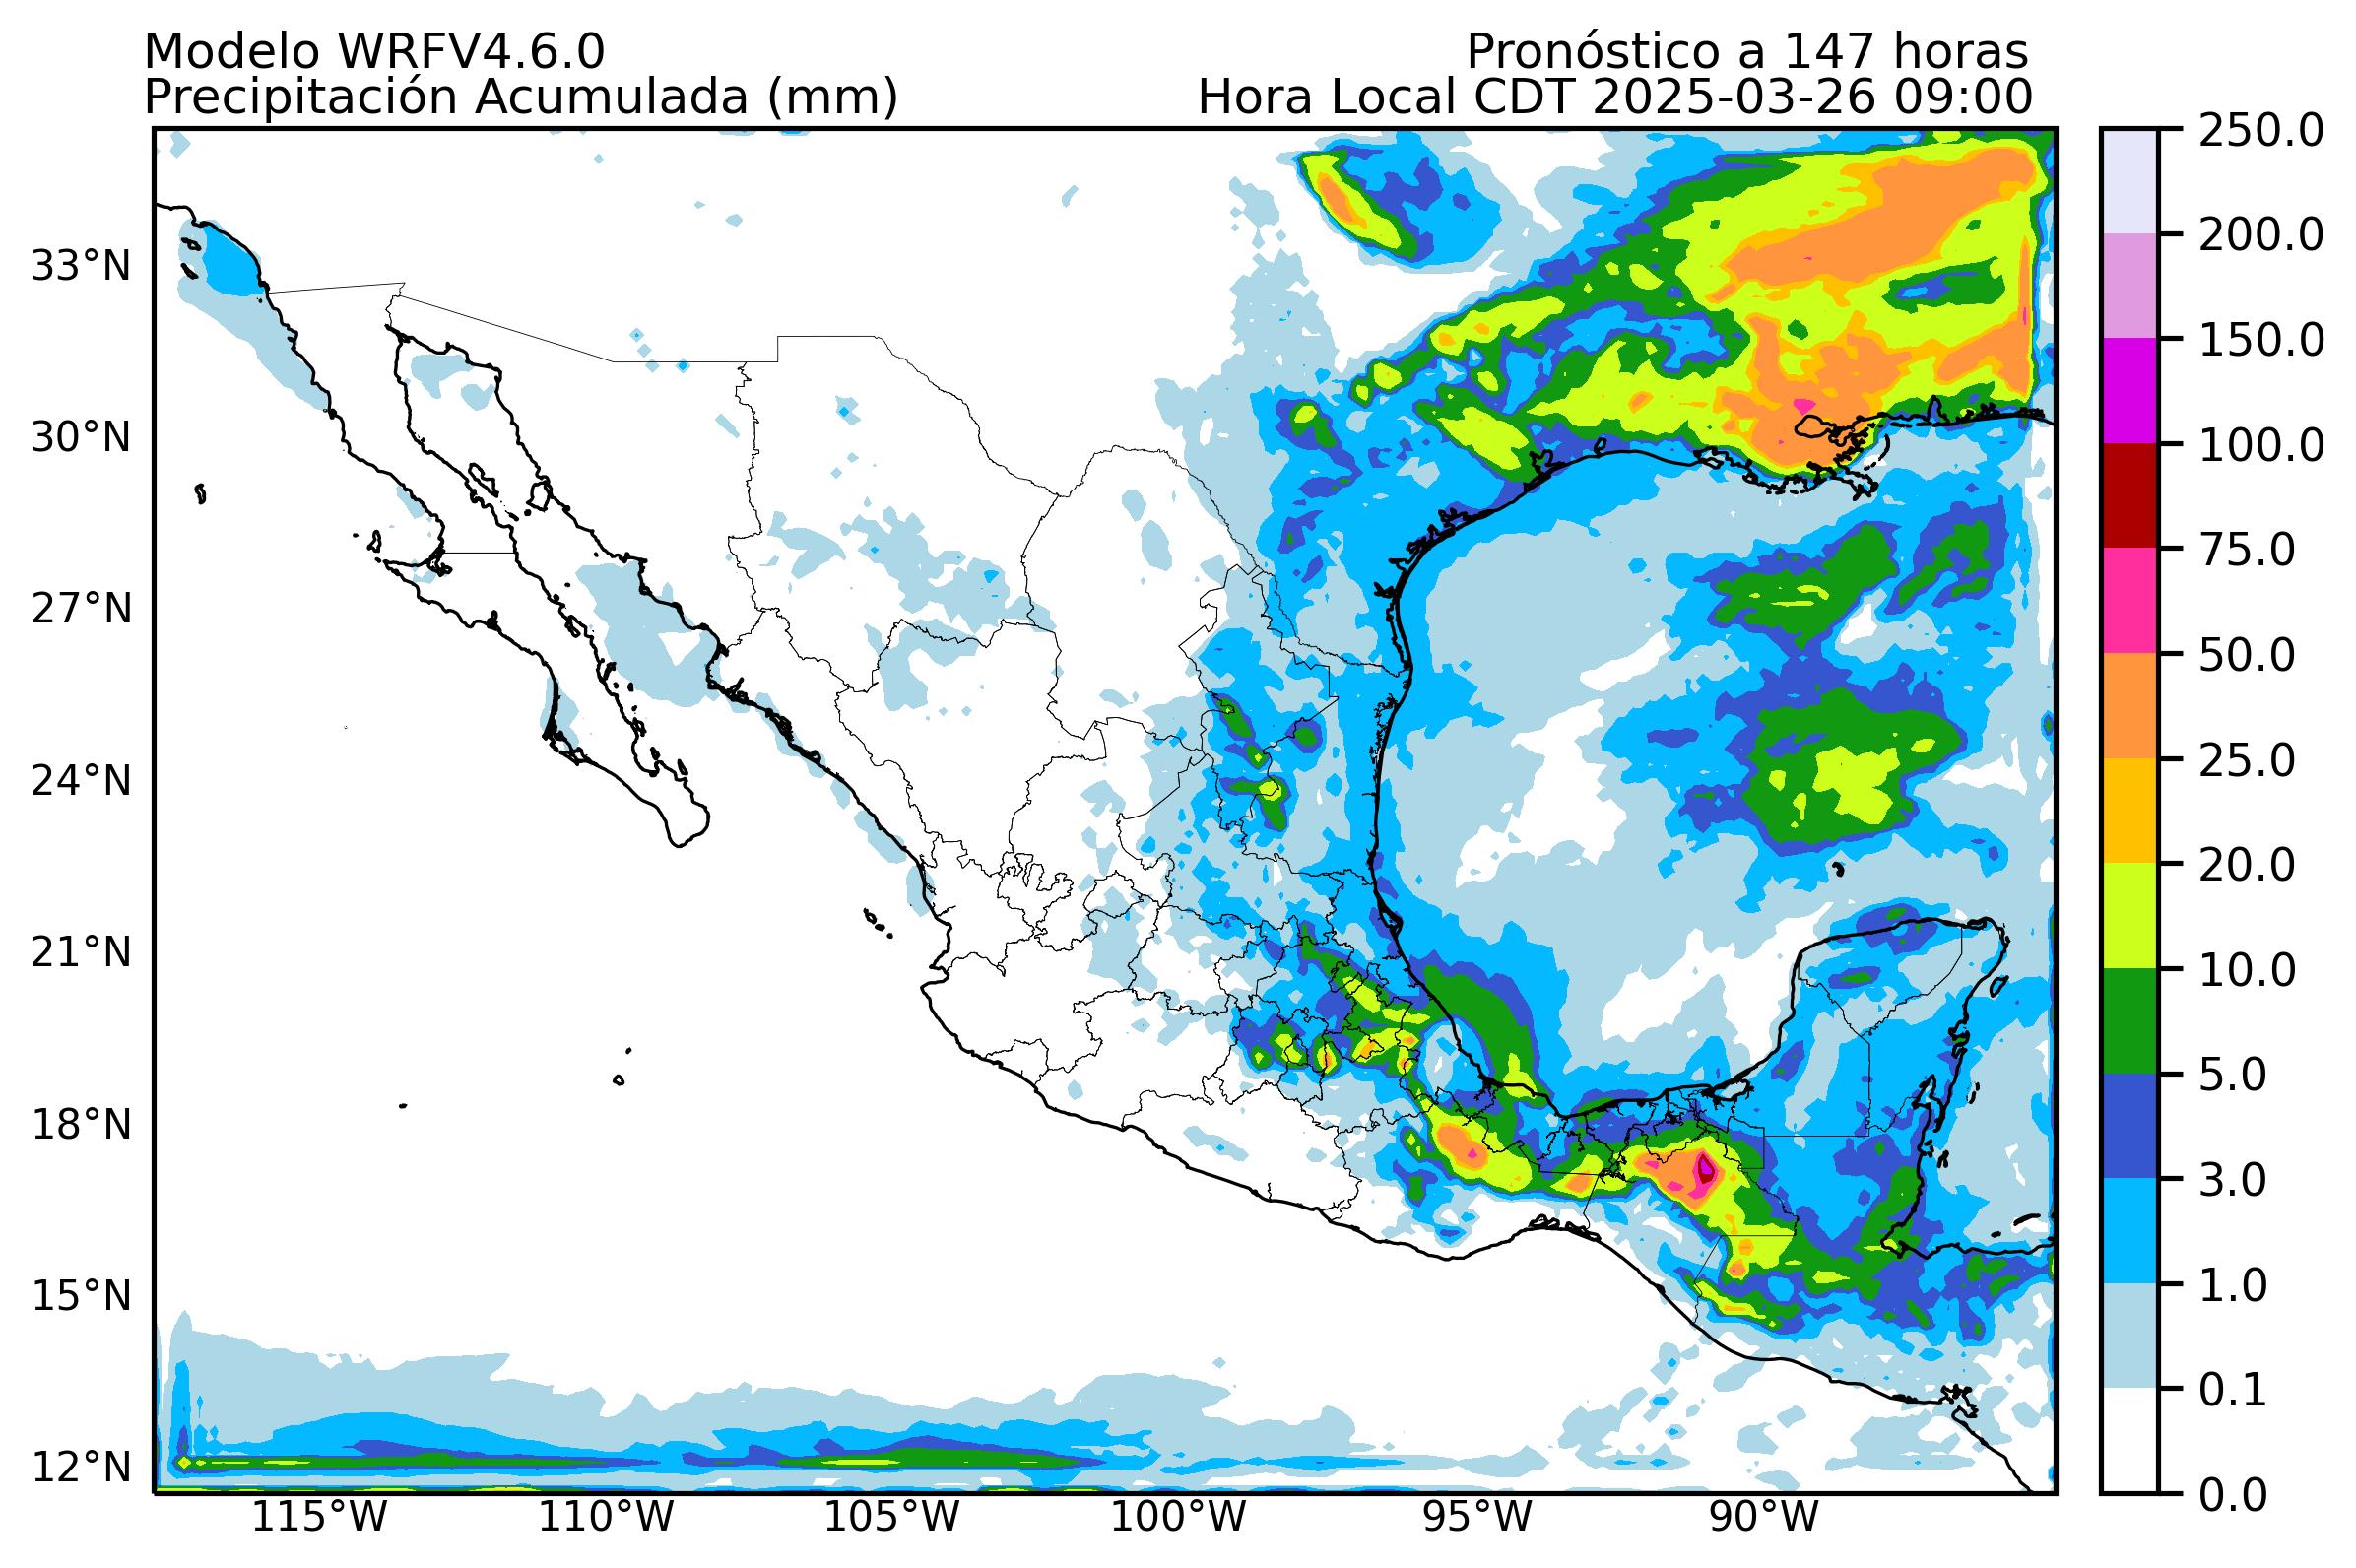 Modelo WRFV4.6.0
Pronóstico a 147 horas
Precipitación Acumulada (mm)
Hora Local CDT 2025-03-26 09:00
250.0
200.0
150.0
100.0
75.0
50.0
25.0
20.0
10.0
5.0
3.0
1.0
0.1
0.0
33°N
30°N
27°N
24°N
21°N
18°N
15°N
12°N
115°W
110°W
105°W
100°W
95°W
90°W